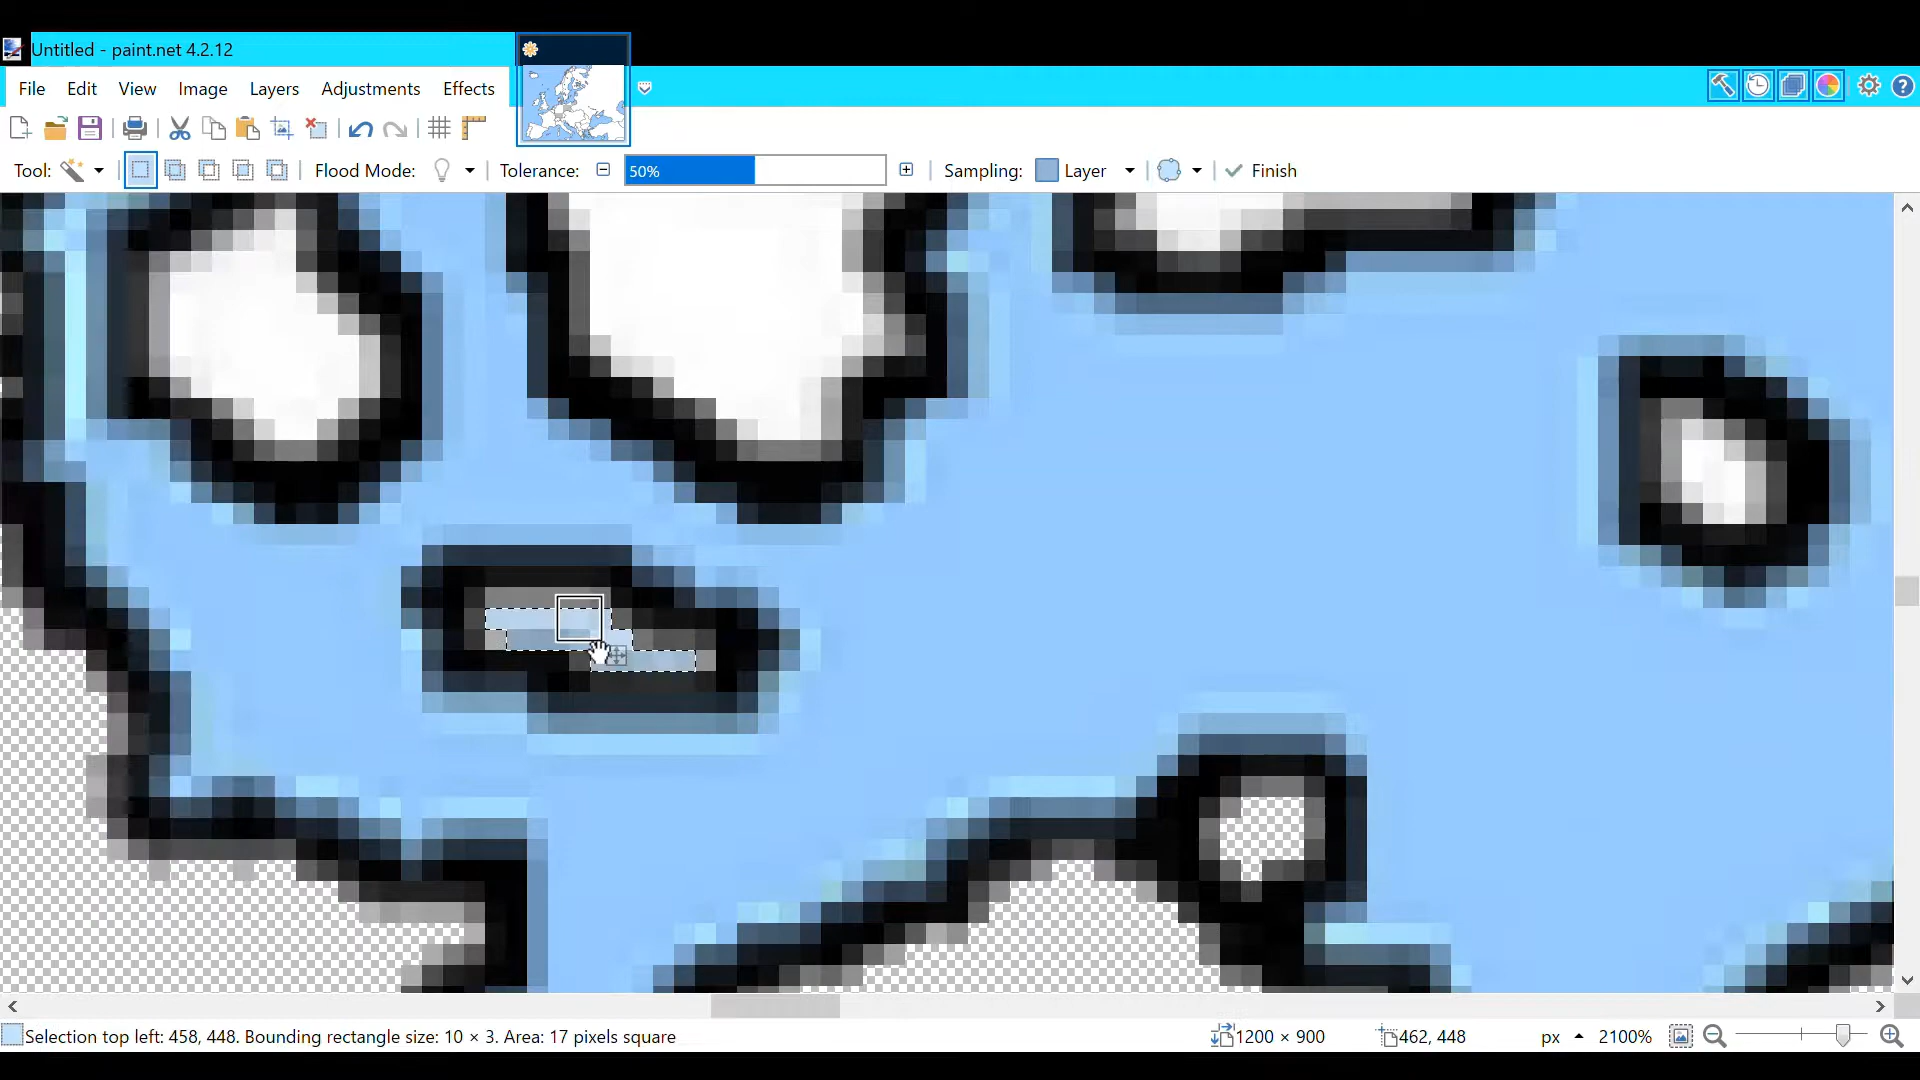 Untitled - paint.net 4.2.12
File Edit View Image Layers Adjustments Effects
Tool: Flood Mode: Tolerance: 50% Sampling: Layer Finish
Selection top left: 458, 448. Bounding rectangle size: 10 × 3. Area: 17 pixels square 1200 × 900 462, 448 px 2100%